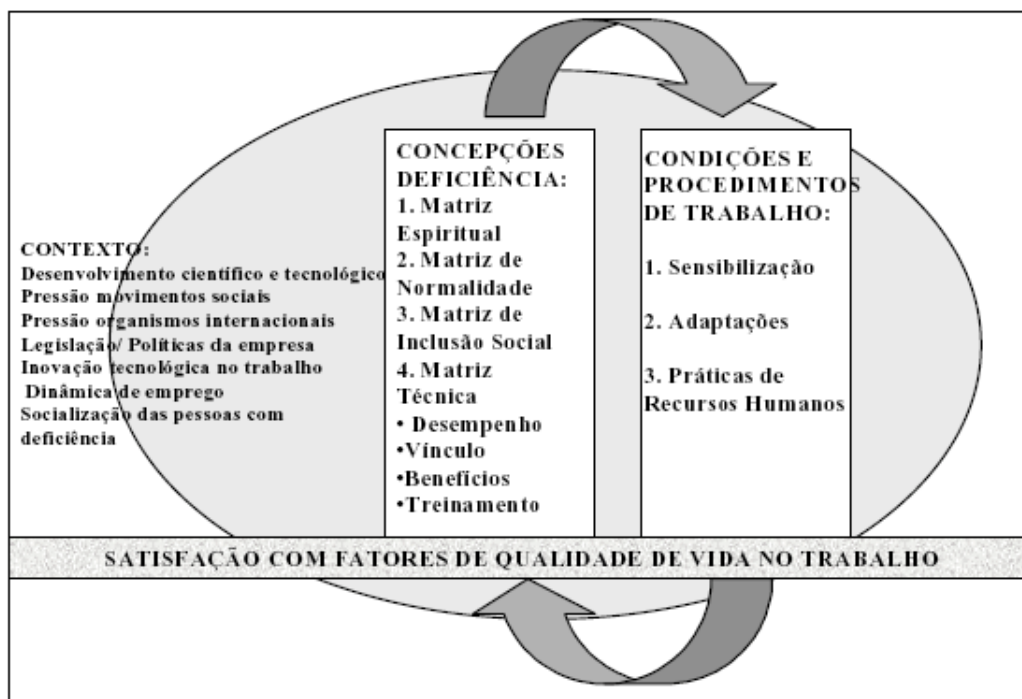 CONTEXTO:
Desenvolvimento científico e tecnológico
Pressão movimentos sociais
Pressão organismos internacionais
Legislação/ Políticas da empresa
Inovação tecnológica no trabalho
Dinâmica de emprego
Socialização das pessoas com
deficiência
CONCEPÇÕES
DEFICIÊNCIA:
1. Matriz
Espiritual
2. Matriz de
Normalidade
3. Matriz de
Inclusão Social
4. Matriz
Técnica
• Desempenho
•Vínculo
•Benefícios
•Treinamento
CONDIÇÕES E
PROCEDIMENTOS
DE TRABALHO:
1. Sensibilização
2. Adaptações
3. Práticas de
Recursos Humanos
SATISFAÇÃO COM FATORES DE QUALIDADE DE VIDA NO TRABALHO